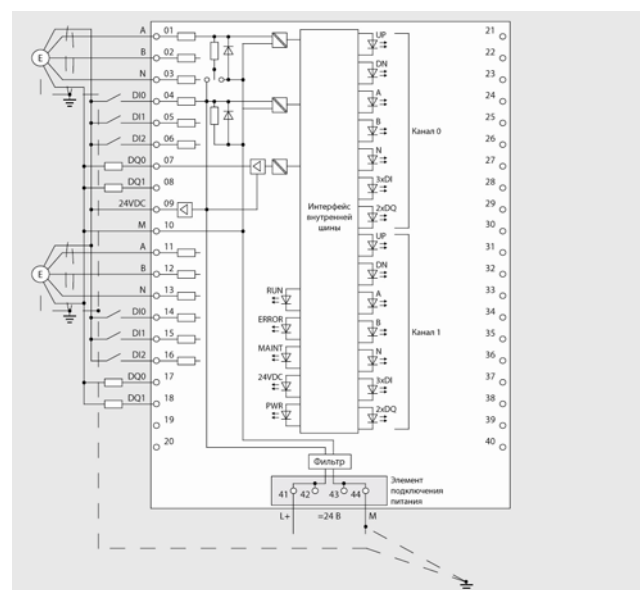 A 01
B 02
N 03
DI0 04
DI1 05
DI2 06
DQ0 07
DQ1 08
24VDC 09
M 10
A 11
B 12
N 13
DI0 14
DI1 15
DI2 16
DQ0 17
DQ1 18
19
20
E
E
Интерфейс
внутренней
шины
RUN
ERROR
MAINT
24VDC
PWR
UP
DN
A
B
N
3xDI
2xDQ
Канал 0
UP
DN
A
B
N
3xDI
2xDQ
Канал 1
21
22
23
24
25
26
27
28
29
30
31
32
33
34
35
36
37
38
39
40
Фильтр
41 42 43 44
Элемент
подключения
питания
L+ =24 В M